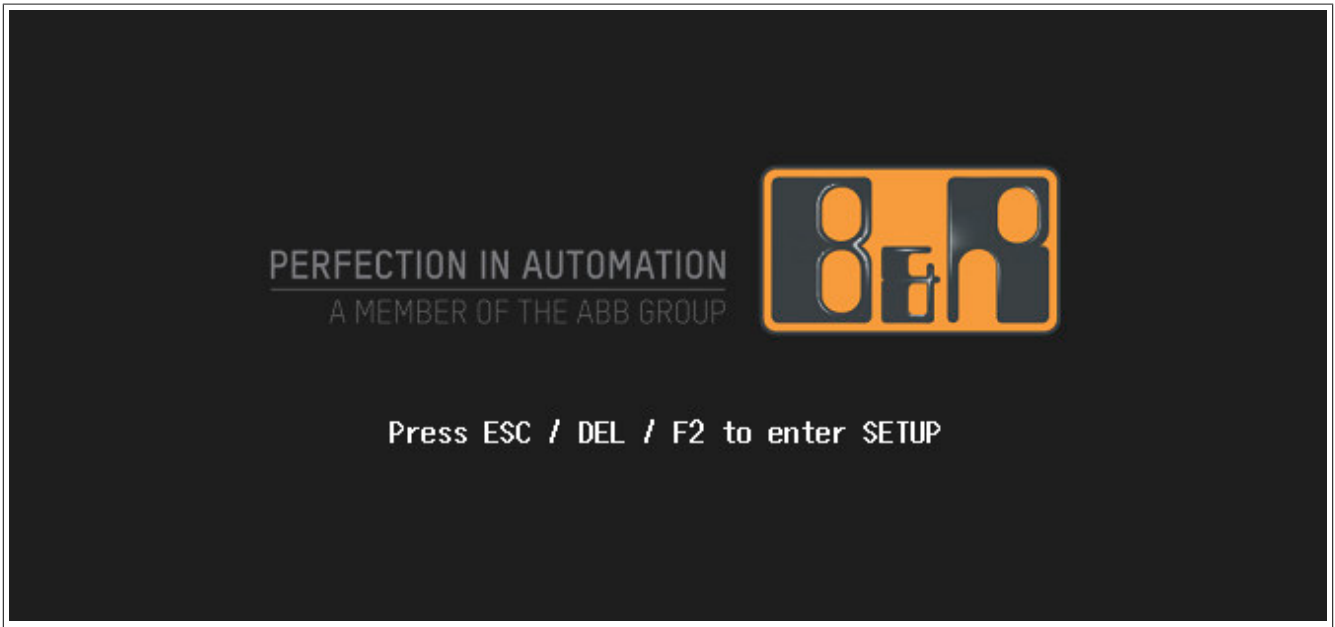 PERFECTION IN AUTOMATION
A MEMBER OF THE ABB GROUP
B&R
Press ESC / DEL / F2 to enter SETUP